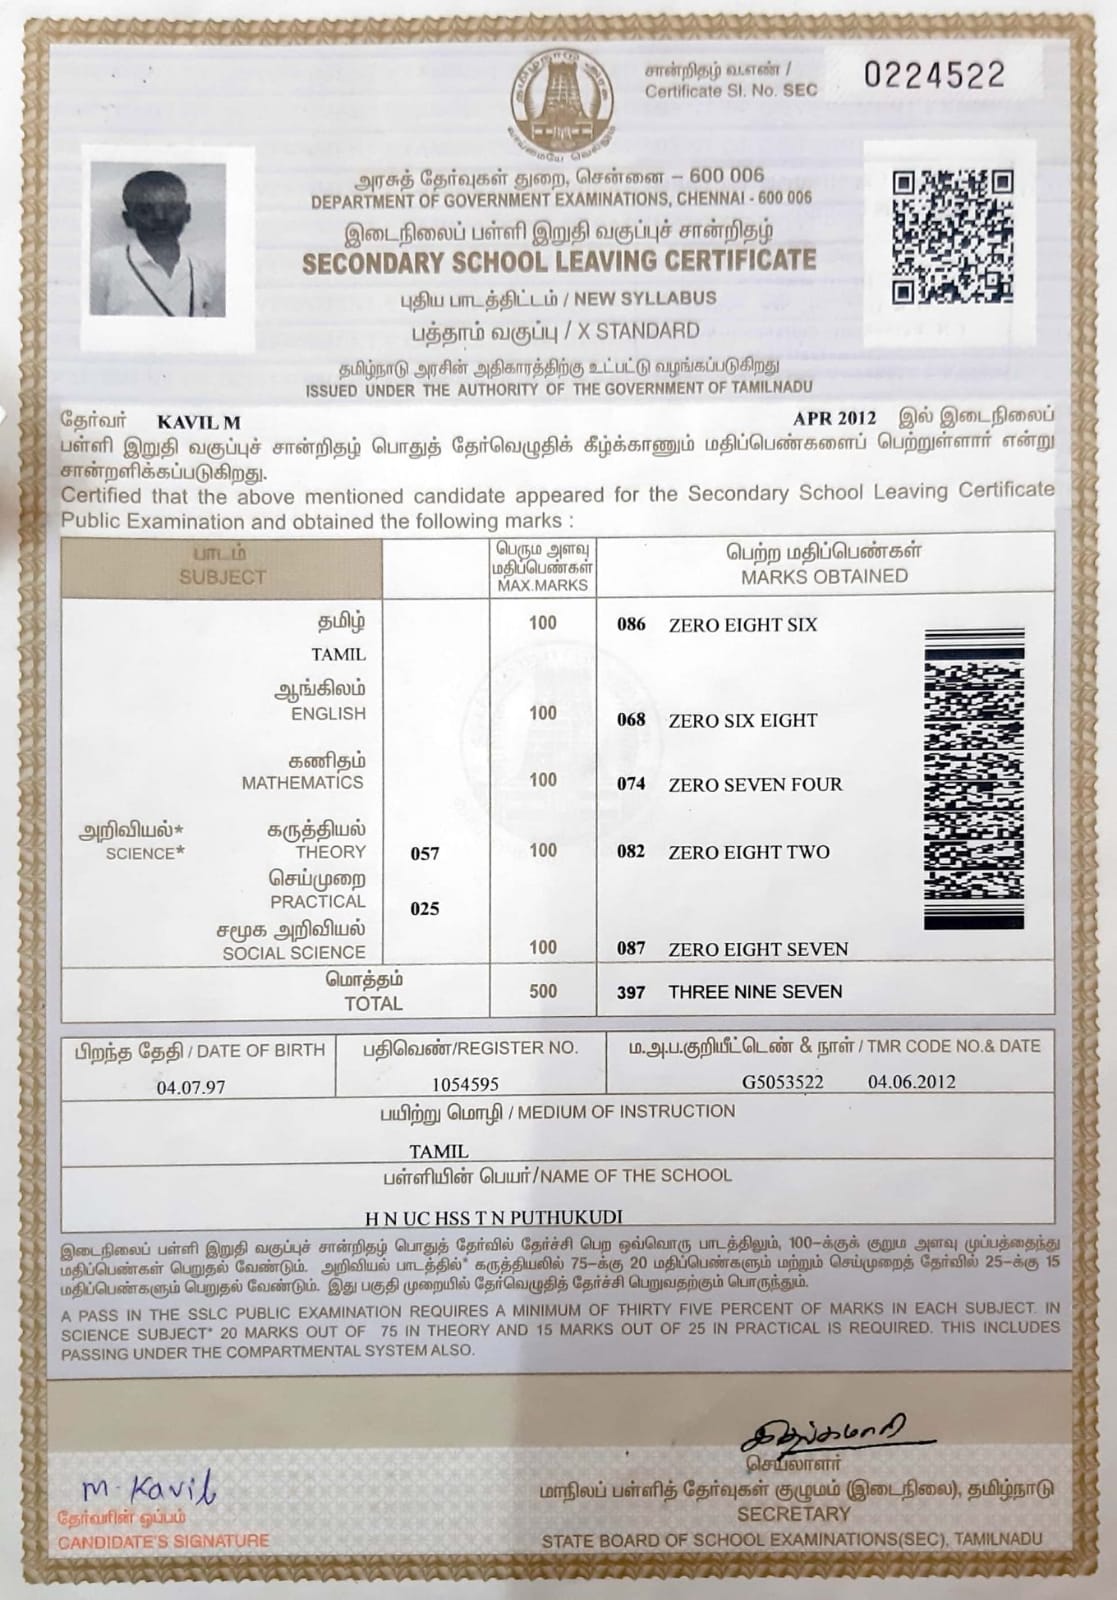 தமிழ்நாடு அரசு
வாய்மையே வெல்லும்
சான்றிதழ் வ.எண் /
Certificate Sl. No. SEC
0224522
அரசுத் தேர்வுகள் துறை, சென்னை – 600 006
DEPARTMENT OF GOVERNMENT EXAMINATIONS, CHENNAI - 600 006
இடைநிலைப் பள்ளி இறுதி வகுப்புச் சான்றிதழ்
SECONDARY SCHOOL LEAVING CERTIFICATE
புதிய பாடத்திட்டம் / NEW SYLLABUS
பத்தாம் வகுப்பு / X STANDARD
தமிழ்நாடு அரசின் அதிகாரத்திற்கு உட்பட்டு வழங்கப்படுகிறது
ISSUED UNDER THE AUTHORITY OF THE GOVERNMENT OF TAMILNADU
தேர்வர் KAVIL M APR 2012 இல் இடைநிலைப்
பள்ளி இறுதி வகுப்புச் சான்றிதழ் பொதுத் தேர்வெழுதிக் கீழ்க்காணும் மதிப்பெண்களைப் பெற்றுள்ளார் என்று
சான்றளிக்கப்படுகிறது.
Certified that the above mentioned candidate appeared for the Secondary School Leaving Certificate
Public Examination and obtained the following marks :
பாடம் பெரும அளவு மதிப்பெண்கள் பெற்ற மதிப்பெண்கள்
SUBJECT MAX.MARKS MARKS OBTAINED
தமிழ் 100 086 ZERO EIGHT SIX
TAMIL
ஆங்கிலம்
ENGLISH 100 068 ZERO SIX EIGHT
கணிதம்
MATHEMATICS 100 074 ZERO SEVEN FOUR
அறிவியல்* கருத்தியல்
SCIENCE* THEORY 057 100 082 ZERO EIGHT TWO
செய்முறை
PRACTICAL 025
சமூக அறிவியல்
SOCIAL SCIENCE 100 087 ZERO EIGHT SEVEN
மொத்தம்
TOTAL 500 397 THREE NINE SEVEN
பிறந்த தேதி / DATE OF BIRTH பதிவெண்/REGISTER NO. ம.அ.ப.குறியீட்டெண் & நாள் / TMR CODE NO.& DATE
04.07.97 1054595 G5053522 04.06.2012
பயிற்று மொழி / MEDIUM OF INSTRUCTION
TAMIL
பள்ளியின் பெயர்/NAME OF THE SCHOOL
H N UC HSS T N PUTHUKUDI
இடைநிலைப் பள்ளி இறுதி வகுப்புச் சான்றிதழ் பொதுத் தேர்வில் தேர்ச்சி பெற ஒவ்வொரு பாடத்திலும், 100-க்குக் குறும அளவு முப்பத்தைந்து
மதிப்பெண்கள் பெறுதல் வேண்டும். அறிவியல் பாடத்தில்* கருத்தியலில் 75-க்கு 20 மதிப்பெண்களும் மற்றும் செய்முறைத் தேர்வில் 25-க்கு 15
மதிப்பெண்களும் பெறுதல் வேண்டும். இது பகுதி முறையில் தேர்வெழுதித் தேர்ச்சி பெறுவதற்கும் பொருந்தும்.
A PASS IN THE SSLC PUBLIC EXAMINATION REQUIRES A MINIMUM OF THIRTY FIVE PERCENT OF MARKS IN EACH SUBJECT. IN
SCIENCE SUBJECT* 20 MARKS OUT OF 75 IN THEORY AND 15 MARKS OUT OF 25 IN PRACTICAL IS REQUIRED. THIS INCLUDES
PASSING UNDER THE COMPARTMENTAL SYSTEM ALSO.
செயலாளர்
M. Kavil மாநிலப் பள்ளித் தேர்வுகள் குழுமம் (இடைநிலை), தமிழ்நாடு
தேர்வரின் ஒப்பம் SECRETARY
CANDIDATE'S SIGNATURE STATE BOARD OF SCHOOL EXAMINATIONS(SEC), TAMILNADU